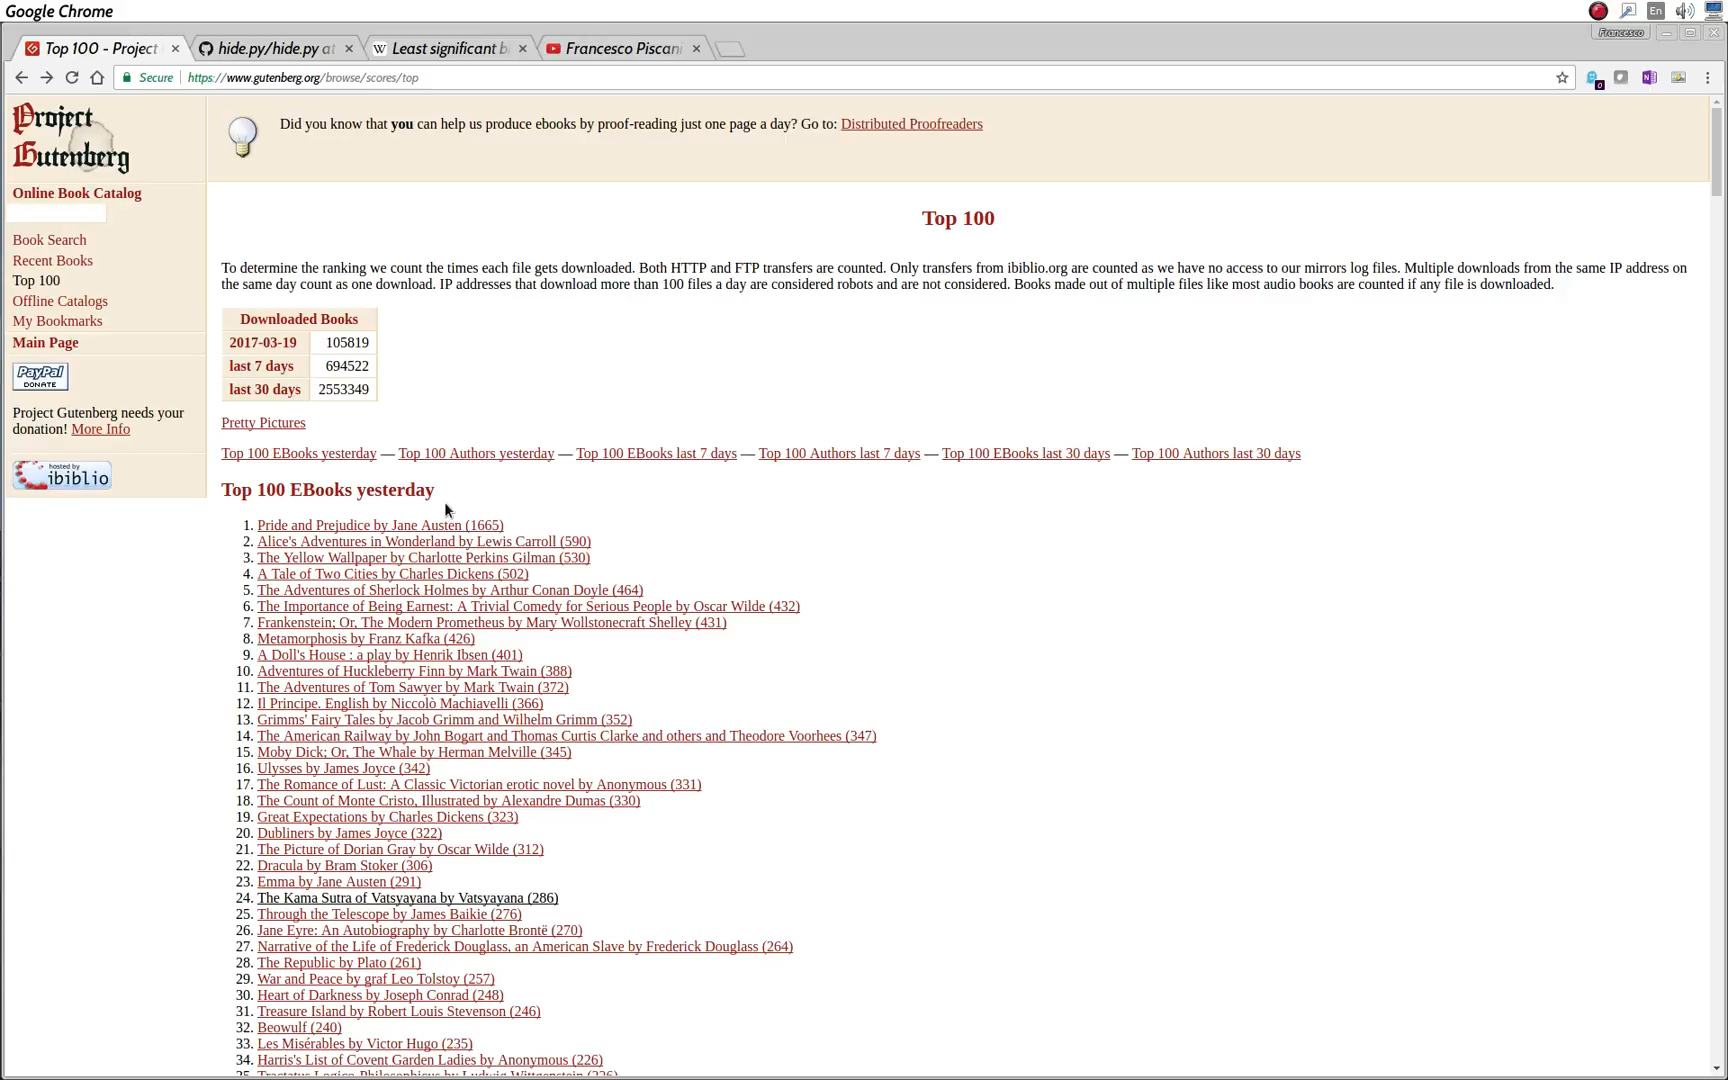 Google Chrome
En
Francesco
Top 100 - Project
hide.py/hide.py at
Least significant b
Francesco Piscani
Secure https://www.gutenberg.org/browse/scores/top
Project
Gutenberg
Did you know that you can help us produce ebooks by proof-reading just one page a day? Go to: Distributed Proofreaders
Online Book Catalog
Book Search
Recent Books
Top 100
Offline Catalogs
My Bookmarks
Main Page
PayPal
DONATE
Project Gutenberg needs your
donation! More Info
hosted by
ibiblio
Top 100
To determine the ranking we count the times each file gets downloaded. Both HTTP and FTP transfers are counted. Only transfers from ibiblio.org are counted as we have no access to our mirrors log files. Multiple downloads from the same IP address on
the same day count as one download. IP addresses that download more than 100 files a day are considered robots and are not considered. Books made out of multiple files like most audio books are counted if any file is downloaded.
Downloaded Books
2017-03-19 105819
last 7 days 694522
last 30 days 2553349
Pretty Pictures
Top 100 EBooks yesterday — Top 100 Authors yesterday — Top 100 EBooks last 7 days — Top 100 Authors last 7 days — Top 100 EBooks last 30 days — Top 100 Authors last 30 days
Top 100 EBooks yesterday
1. Pride and Prejudice by Jane Austen (1665)
2. Alice's Adventures in Wonderland by Lewis Carroll (590)
3. The Yellow Wallpaper by Charlotte Perkins Gilman (530)
4. A Tale of Two Cities by Charles Dickens (502)
5. The Adventures of Sherlock Holmes by Arthur Conan Doyle (464)
6. The Importance of Being Earnest: A Trivial Comedy for Serious People by Oscar Wilde (432)
7. Frankenstein; Or, The Modern Prometheus by Mary Wollstonecraft Shelley (431)
8. Metamorphosis by Franz Kafka (426)
9. A Doll's House : a play by Henrik Ibsen (401)
10. Adventures of Huckleberry Finn by Mark Twain (388)
11. The Adventures of Tom Sawyer by Mark Twain (372)
12. Il Principe. English by Niccolò Machiavelli (366)
13. Grimms' Fairy Tales by Jacob Grimm and Wilhelm Grimm (352)
14. The American Railway by John Bogart and Thomas Curtis Clarke and others and Theodore Voorhees (347)
15. Moby Dick; Or, The Whale by Herman Melville (345)
16. Ulysses by James Joyce (342)
17. The Romance of Lust: A Classic Victorian erotic novel by Anonymous (331)
18. The Count of Monte Cristo, Illustrated by Alexandre Dumas (330)
19. Great Expectations by Charles Dickens (323)
20. Dubliners by James Joyce (322)
21. The Picture of Dorian Gray by Oscar Wilde (312)
22. Dracula by Bram Stoker (306)
23. Emma by Jane Austen (291)
24. The Kama Sutra of Vatsyayana by Vatsyayana (286)
25. Through the Telescope by James Baikie (276)
26. Jane Eyre: An Autobiography by Charlotte Brontë (270)
27. Narrative of the Life of Frederick Douglass, an American Slave by Frederick Douglass (264)
28. The Republic by Plato (261)
29. War and Peace by graf Leo Tolstoy (257)
30. Heart of Darkness by Joseph Conrad (248)
31. Treasure Island by Robert Louis Stevenson (246)
32. Beowulf (240)
33. Les Misérables by Victor Hugo (235)
34. Harris's List of Covent Garden Ladies by Anonymous (226)
35. Tractatus Logico-Philosophicus by Ludwig Wittgenstein (226)